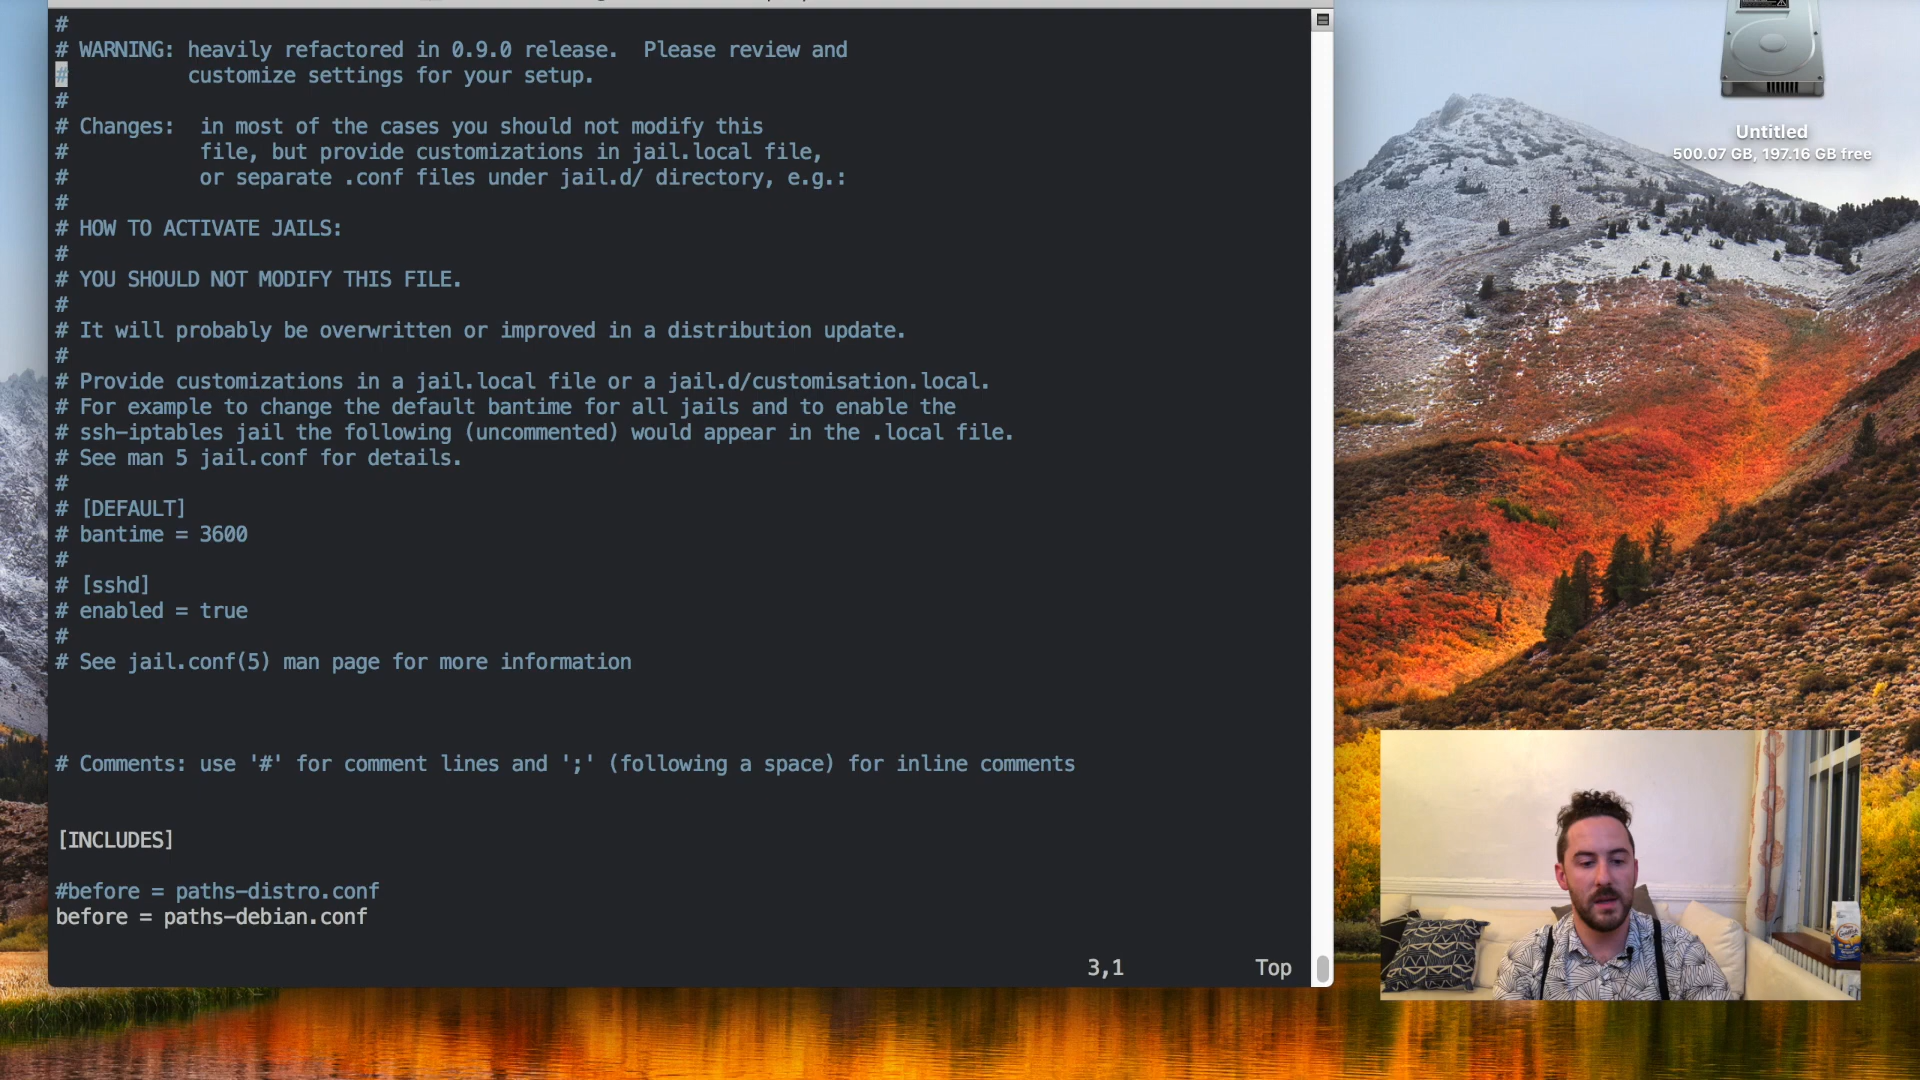 #
# WARNING: heavily refactored in 0.9.0 release.  Please review and
#          customize settings for your setup.
#
# Changes:  in most of the cases you should not modify this
#           file, but provide customizations in jail.local file,
#           or separate .conf files under jail.d/ directory, e.g.:
#
# HOW TO ACTIVATE JAILS:
#
# YOU SHOULD NOT MODIFY THIS FILE.
#
# It will probably be overwritten or improved in a distribution update.
#
# Provide customizations in a jail.local file or a jail.d/customisation.local.
# For example to change the default bantime for all jails and to enable the
# ssh-iptables jail the following (uncommented) would appear in the .local file.
# See man 5 jail.conf for details.
#
# [DEFAULT]
# bantime = 3600
#
# [sshd]
# enabled = true
#
# See jail.conf(5) man page for more information
# Comments: use '#' for comment lines and ';' (following a space) for inline comments
[INCLUDES]
#before = paths-distro.conf
before = paths-debian.conf
3,1 Top
Untitled
500.07 GB, 197.16 GB free